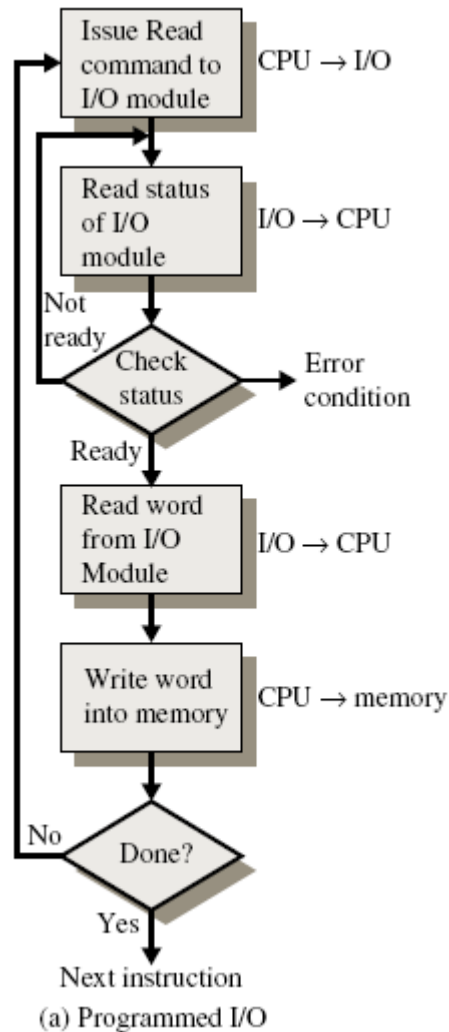 Issue Read
command to
I/O module
CPU → I/O
Read status
of I/O
module
I/O → CPU
Not
ready
Check
status
Error
condition
Ready
Read word
from I/O
Module
I/O → CPU
Write word
into memory
CPU → memory
No
Done?
Yes
Next instruction
(a) Programmed I/O